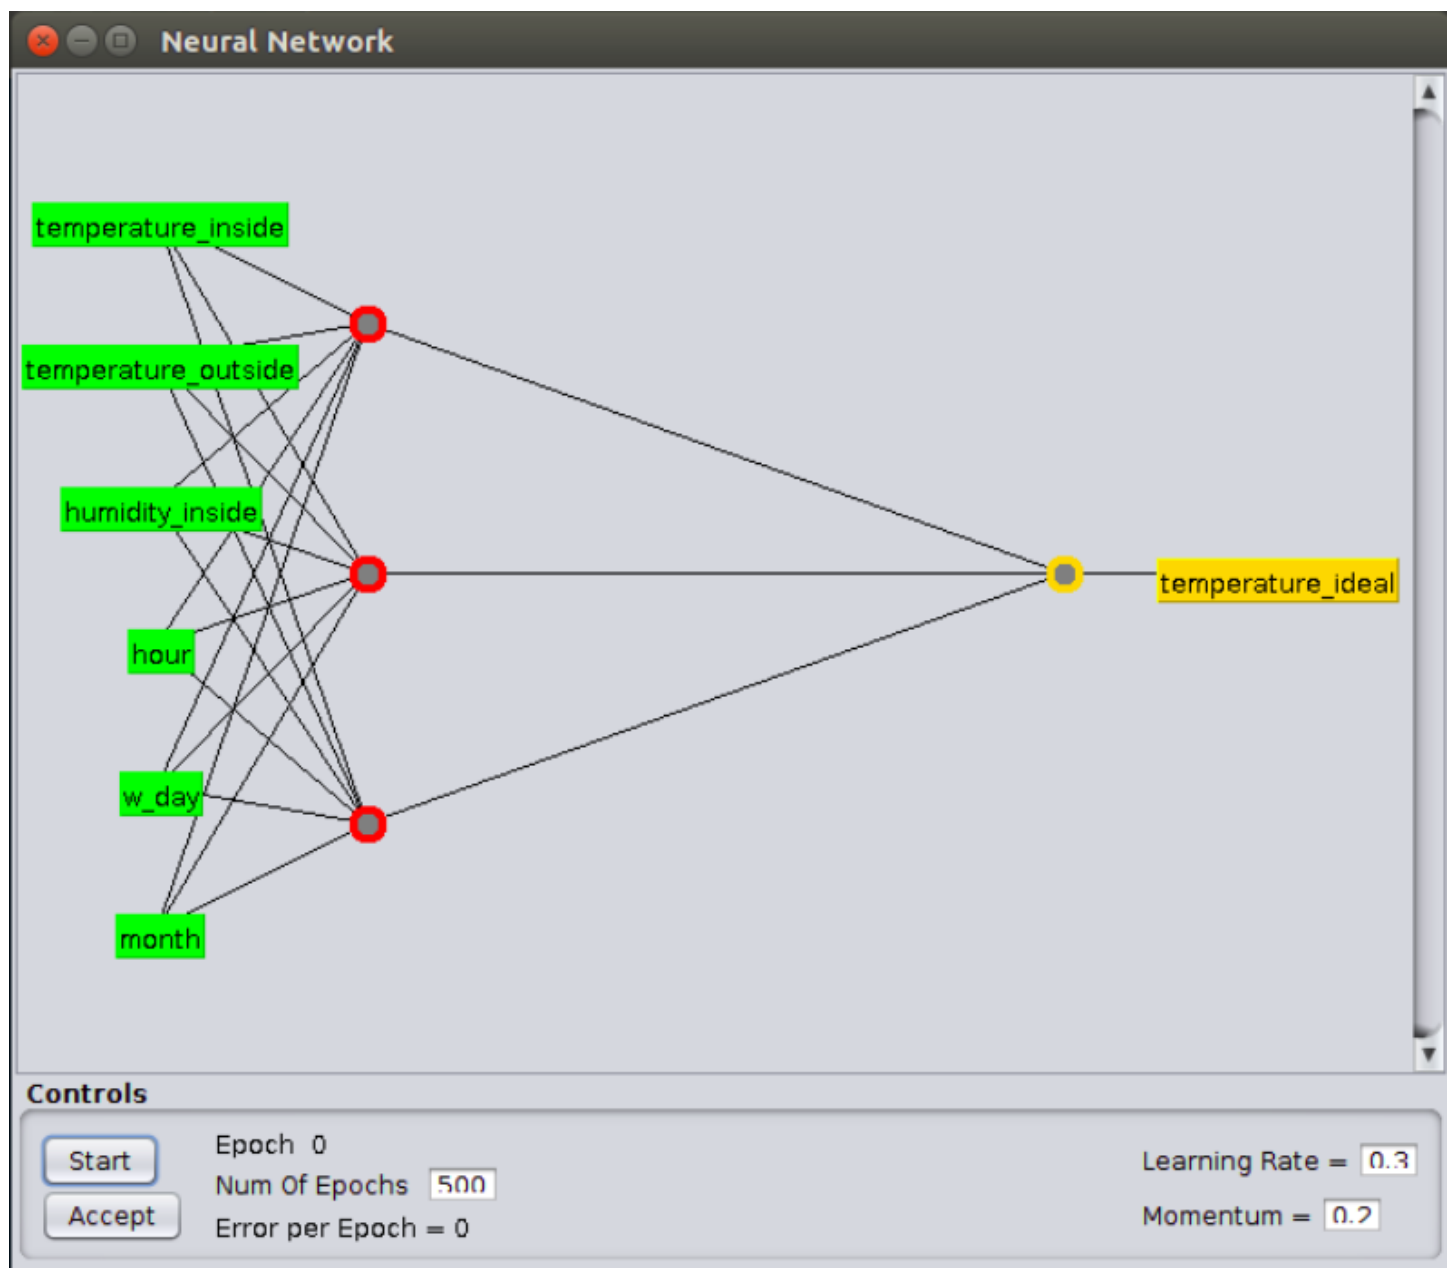 Neural Network
temperature_inside
temperature_outside
humidity_inside
hour
w_day
month
temperature_ideal
Controls
Start
Accept
Epoch 0
Num Of Epochs 500
Error per Epoch = 0
Learning Rate = 0.3
Momentum = 0.2